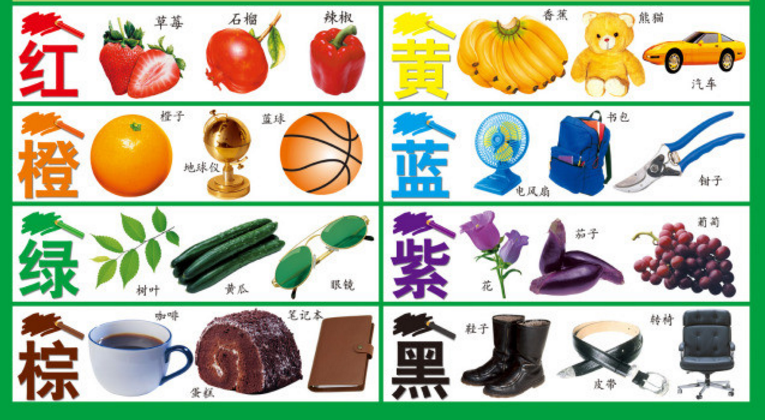 红
草莓
石榴
辣椒
黄
香蕉
熊猫
汽车
橙
橙子
地球仪
蓝球
蓝
电风扇
书包
钳子
绿
树叶
黄瓜
眼镜
紫
花
茄子
葡萄
棕
咖啡
蛋糕
笔记本
黑
鞋子
皮带
转椅